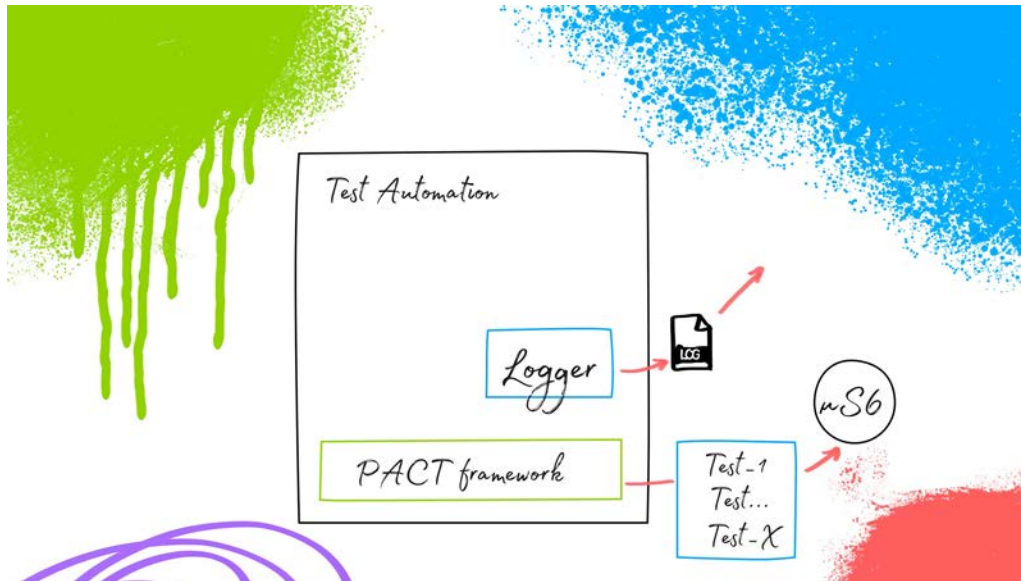 Test Automation
Logger
LOG
PACT framework
Test-1
Test...
Test-X
µS6